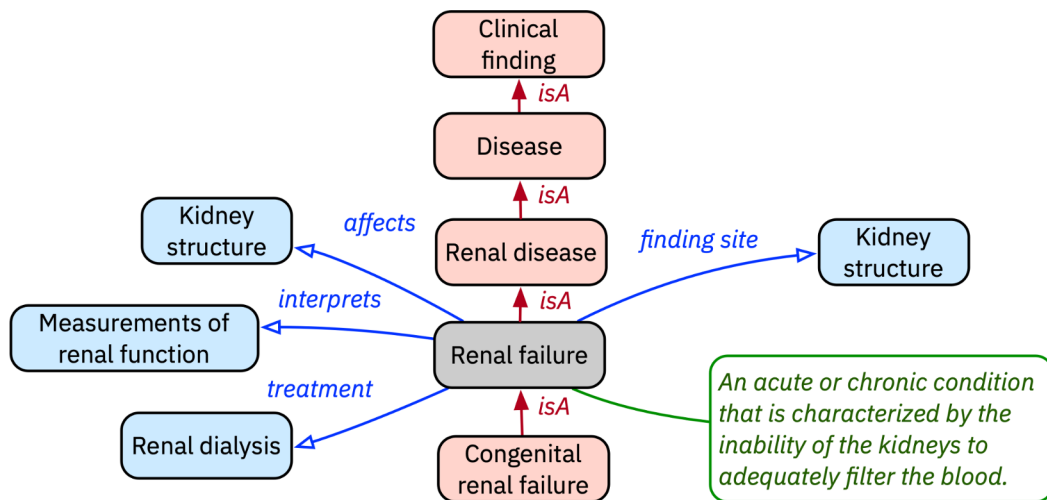 Clinical
finding
isA
Disease
isA
Kidney
structure
affects
Renal disease
finding site
Kidney
structure
isA
interprets
Measurements of
renal function
Renal failure
treatment
isA
Renal dialysis
Congenital
renal failure
An acute or chronic condition
that is characterized by the
inability of the kidneys to
adequately filter the blood.